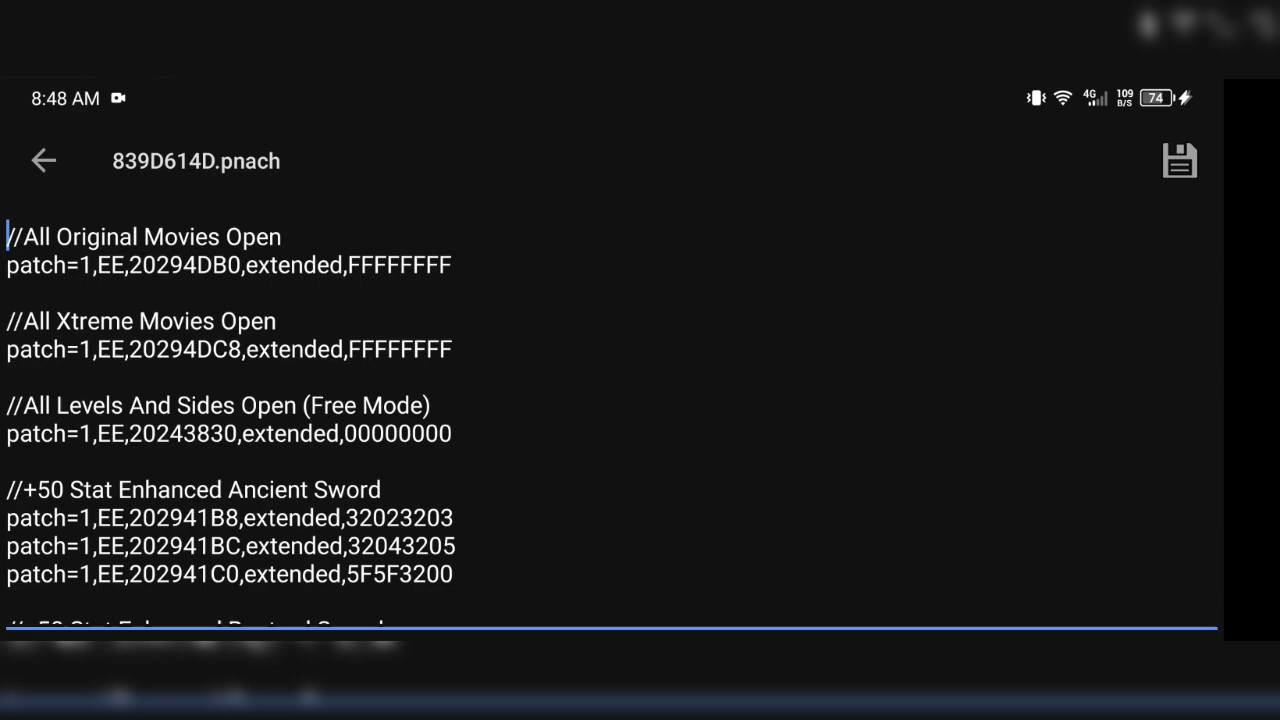 8:48 AM
4G 109 B/S 74
839D614D.pnach
//All Original Movies Open
patch=1,EE,20294DB0,extended,FFFFFFFF
//All Xtreme Movies Open
patch=1,EE,20294DC8,extended,FFFFFFFF
//All Levels And Sides Open (Free Mode)
patch=1,EE,20243830,extended,00000000
//+50 Stat Enhanced Ancient Sword
patch=1,EE,202941B8,extended,32023203
patch=1,EE,202941BC,extended,32043205
patch=1,EE,202941C0,extended,5F5F3200